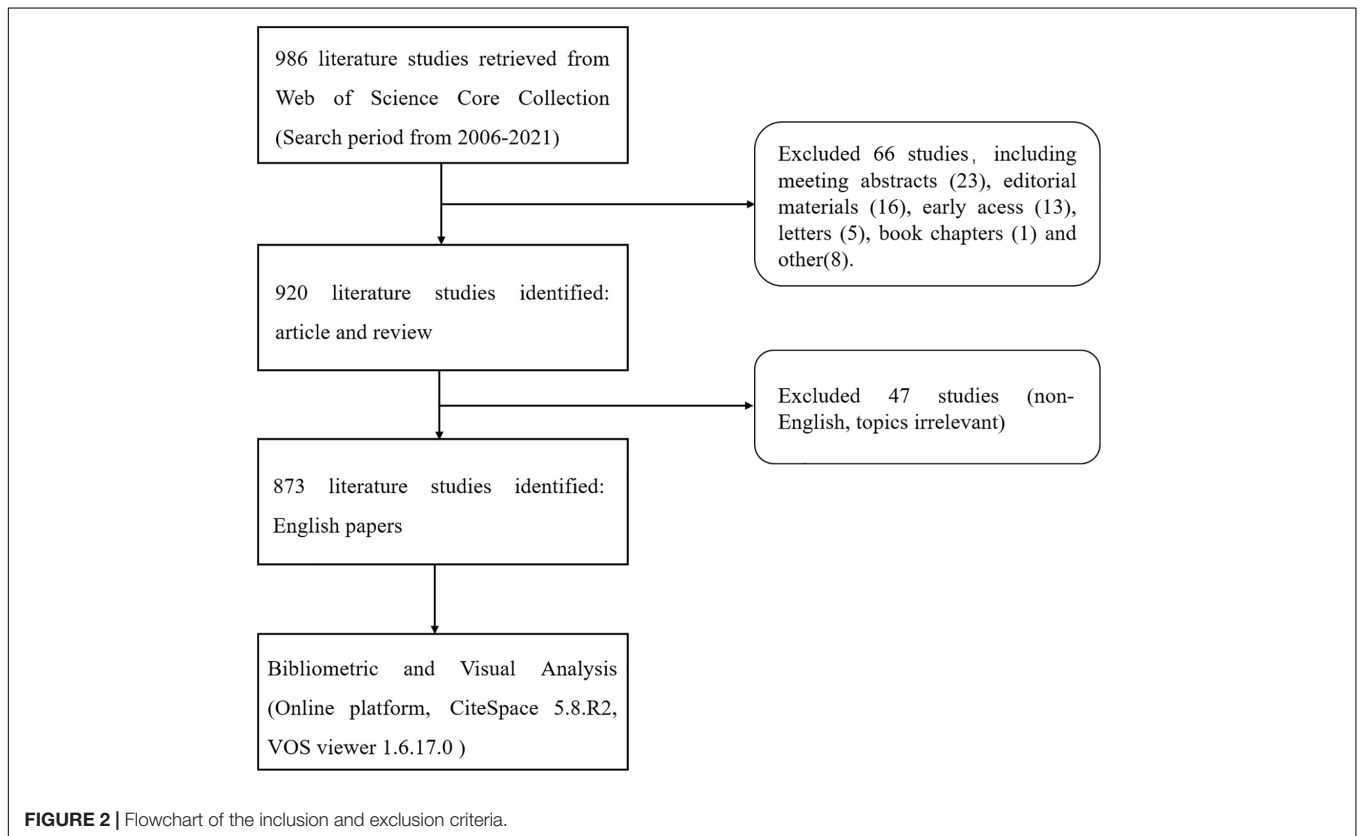 986 literature studies retrieved from
Web of Science Core Collection
(Search period from 2006-2021)
Excluded 66 studies, including
meeting abstracts (23), editorial
materials (16), early acess (13),
letters (5), book chapters (1) and
other(8).
920 literature studies identified:
article and review
Excluded 47 studies (non-
English, topics irrelevant)
873 literature studies identified:
English papers
Bibliometric and Visual Analysis
(Online platform, CiteSpace 5.8.R2,
VOS viewer 1.6.17.0 )
FIGURE 2 | Flowchart of the inclusion and exclusion criteria.